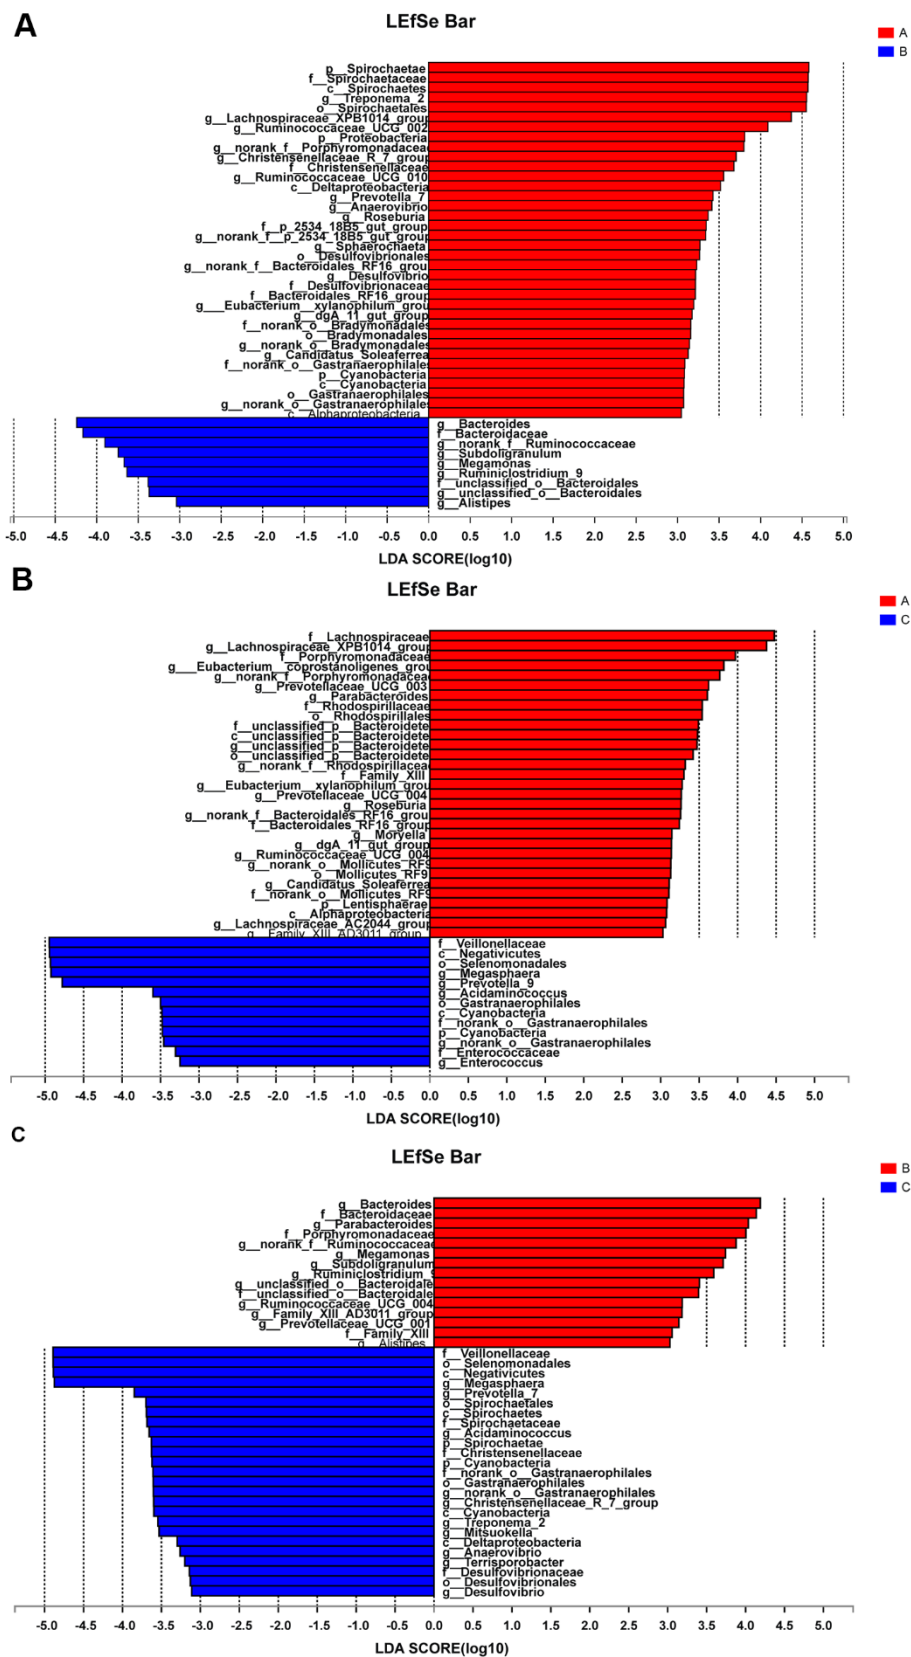 A
LEfSe Bar
A
B
p__Spirochaetae
f__Spirochaetaceae
c__Spirochaetes
g__Treponema_2
o__Spirochaetales
g__Lachnospiraceae_XPB1014_group
g__Ruminococcaceae_UCG_002
p__Proteobacteria
g__norank_f__Porphyromonadaceae
g__Christensenellaceae_R_7_group
f__Christensenellaceae
g__Ruminococcaceae_UCG_010
c__Deltaproteobacteria
g__Prevotella_7
g__Anaerovibrio
g__Roseburia
f__p_2534_18B5_gut_group
g__norank_f__p_2534_18B5_gut_group
g__Sphaerochaeta
o__Desulfovibrionales
g__norank_f__Bacteroidales_RF16_grou
g__Desulfovibrio
f__Desulfovibrionaceae
f__Bacteroidales_RF16_group
g__Eubacterium__xylanophilum_grou
g__dgA_11_gut_group
f__norank_o__Bradymonadales
o__Bradymonadales
g__norank_o__Bradymonadales
g__Candidatus_Soleaferrea
f__norank_o__Gastranaerophilales
p__Cyanobacteria
c__Cyanobacteria
o__Gastranaerophilales
g__norank_o__Gastranaerophilales
c__Alphaproteobacteria
g__Bacteroides
f__Bacteroidaceae
g__norank_f__Ruminococcaceae
g__Subdoligranulum
g__Megamonas
g__Ruminiclostridium_9
f__unclassified_o__Bacteroidales
g__unclassified_o__Bacteroidales
g__Alistipes
-5.0 -4.5 -4.0 -3.5 -3.0 -2.5 -2.0 -1.5 -1.0 -0.5 0.0 0.5 1.0 1.5 2.0 2.5 3.0 3.5 4.0 4.5 5.0
LDA SCORE(log10)
B
LEfSe Bar
A
C
f__Lachnospiraceae
g__Lachnospiraceae_XPB1014_group
f__Porphyromonadaceae
g___Eubacterium__coprostanoligenes_grou
g__norank_f__Porphyromonadaceae
g__Prevotellaceae_UCG_003
g__Parabacteroides
f__Rhodospirillaceae
o__Rhodospirillales
f__unclassified_p__Bacteroidete
c__unclassified_p__Bacteroidete
g__unclassified_p__Bacteroidete
o__unclassified_p__Bacteroidete
g__norank_f__Rhodospirillaceae
f__Family_XIII
g___Eubacterium__xylanophilum_grou
g__Prevotellaceae_UCG_004
g__Roseburia
g__norank_f__Bacteroidales_RF16_grou
f__Bacteroidales_RF16_group
g__Moryella
g__dgA_11_gut_group
g__Ruminococcaceae_UCG_004
g__norank_o__Mollicutes_RF9
o__Mollicutes_RF9
g__Candidatus_Soleaferrea
f__norank_o__Mollicutes_RF9
p__Lentisphaerae
c__Alphaproteobacteria
g__Lachnospiraceae_AC2044_group
g__Family_XIII_AD3011_group
f__Veillonellaceae
c__Negativicutes
o__Selenomonadales
g__Megasphaera
g__Prevotella_9
g__Acidaminococcus
o__Gastranaerophilales
c__Cyanobacteria
f__norank_o__Gastranaerophilales
p__Cyanobacteria
g__norank_o__Gastranaerophilales
f__Enterococcaceae
g__Enterococcus
-5.0 -4.5 -4.0 -3.5 -3.0 -2.5 -2.0 -1.5 -1.0 -0.5 0.0 0.5 1.0 1.5 2.0 2.5 3.0 3.5 4.0 4.5 5.0
LDA SCORE(log10)
C
LEfSe Bar
B
C
g__Bacteroides
f__Bacteroidaceae
g__Parabacteroides
f__Porphyromonadaceae
g__norank_f__Ruminococcaceae
g__Megamonas
g__Subdoligranulum
g__Ruminiclostridium_9
g__unclassified_o__Bacteroidale
f__unclassified_o__Bacteroidale
g__Ruminococcaceae_UCG_004
g__Family_XIII_AD3011_group
g__Prevotellaceae_UCG_001
f__Family_XIII
g__Alistipes
f__Veillonellaceae
o__Selenomonadales
c__Negativicutes
g__Megasphaera
g__Prevotella_7
o__Spirochaetales
c__Spirochaetes
f__Spirochaetaceae
g__Acidaminococcus
p__Spirochaetae
f__Christensenellaceae
p__Cyanobacteria
f__norank_o__Gastranaerophilales
o__Gastranaerophilales
g__norank_o__Gastranaerophilales
g__Christensenellaceae_R_7_group
c__Cyanobacteria
g__Treponema_2
g__Mitsuokella
c__Deltaproteobacteria
g__Anaerovibrio
g__Terrisporobacter
f__Desulfovibrionaceae
o__Desulfovibrionales
g__Desulfovibrio
-5.0 -4.5 -4.0 -3.5 -3.0 -2.5 -2.0 -1.5 -1.0 -0.5 0.0 0.5 1.0 1.5 2.0 2.5 3.0 3.5 4.0 4.5 5.0
LDA SCORE(log10)